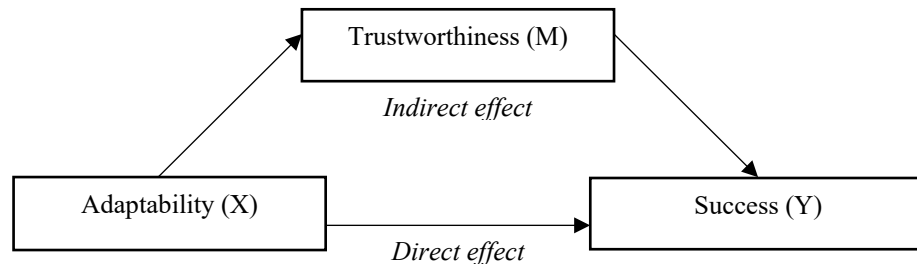 Trustworthiness (M)
Indirect effect
Adaptability (X)
Success (Y)
Direct effect